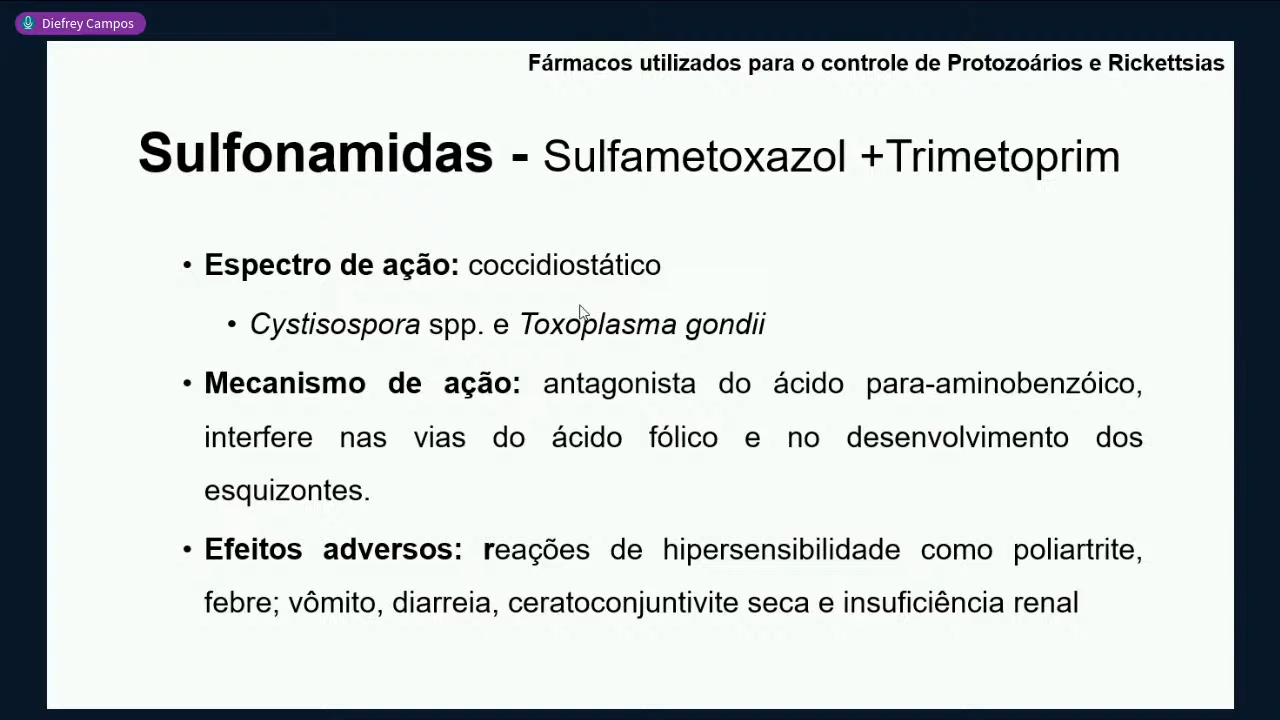 Diefrey Campos
Fármacos utilizados para o controle de Protozoários e Rickettsias
Sulfonamidas - Sulfametoxazol +Trimetoprim
• Espectro de ação: coccidiostático
• Cystisospora spp. e Toxoplasma gondii
• Mecanismo de ação: antagonista do ácido para-aminobenzóico,
interfere nas vias do ácido fólico e no desenvolvimento dos
esquizontes.
• Efeitos adversos: reações de hipersensibilidade como poliartrite,
febre; vômito, diarreia, ceratoconjuntivite seca e insuficiência renal